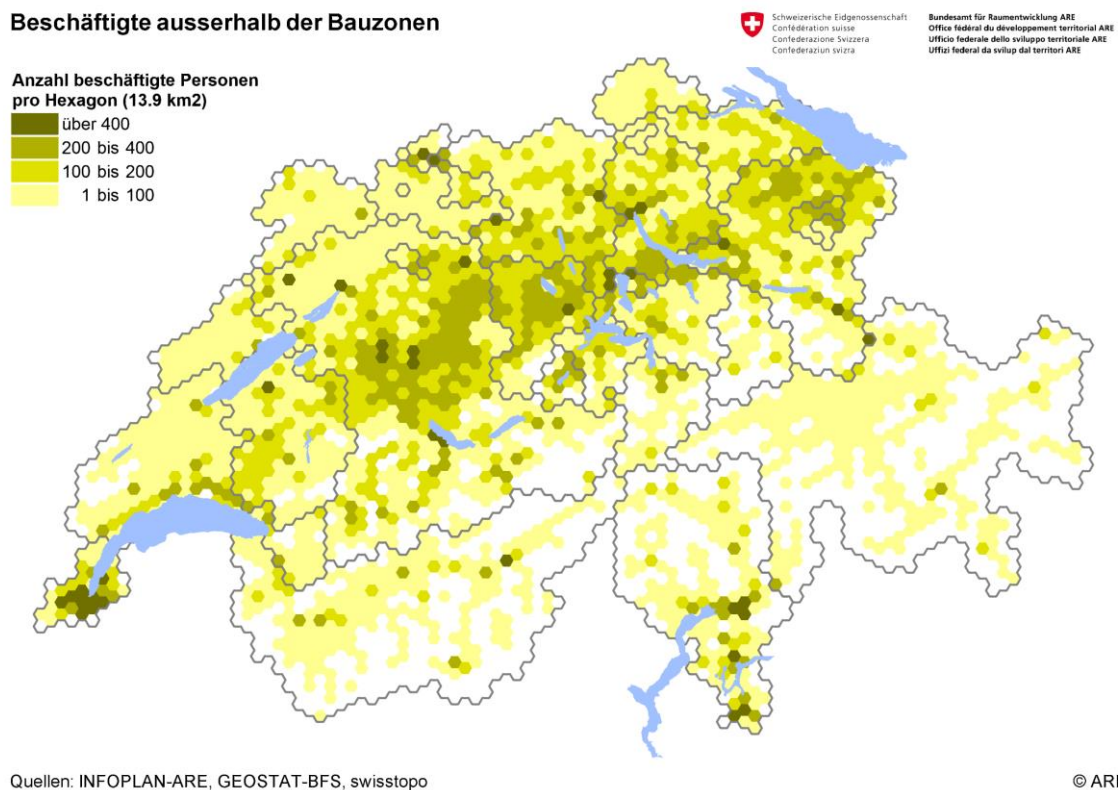 Beschäftigte ausserhalb der Bauzonen
Schweizerische Eidgenossenschaft
Confédération suisse
Confederazione Svizzera
Confederaziun svizra
Bundesamt für Raumentwicklung ARE
Office fédéral du développement territorial ARE
Ufficio federale dello sviluppo territoriale ARE
Uffizi federal da svilup dal territori ARE
Anzahl beschäftigte Personen
pro Hexagon (13.9 km2)
über 400
200 bis 400
100 bis 200
1 bis 100
Quellen: INFOPLAN-ARE, GEOSTAT-BFS, swisstopo
© ARE